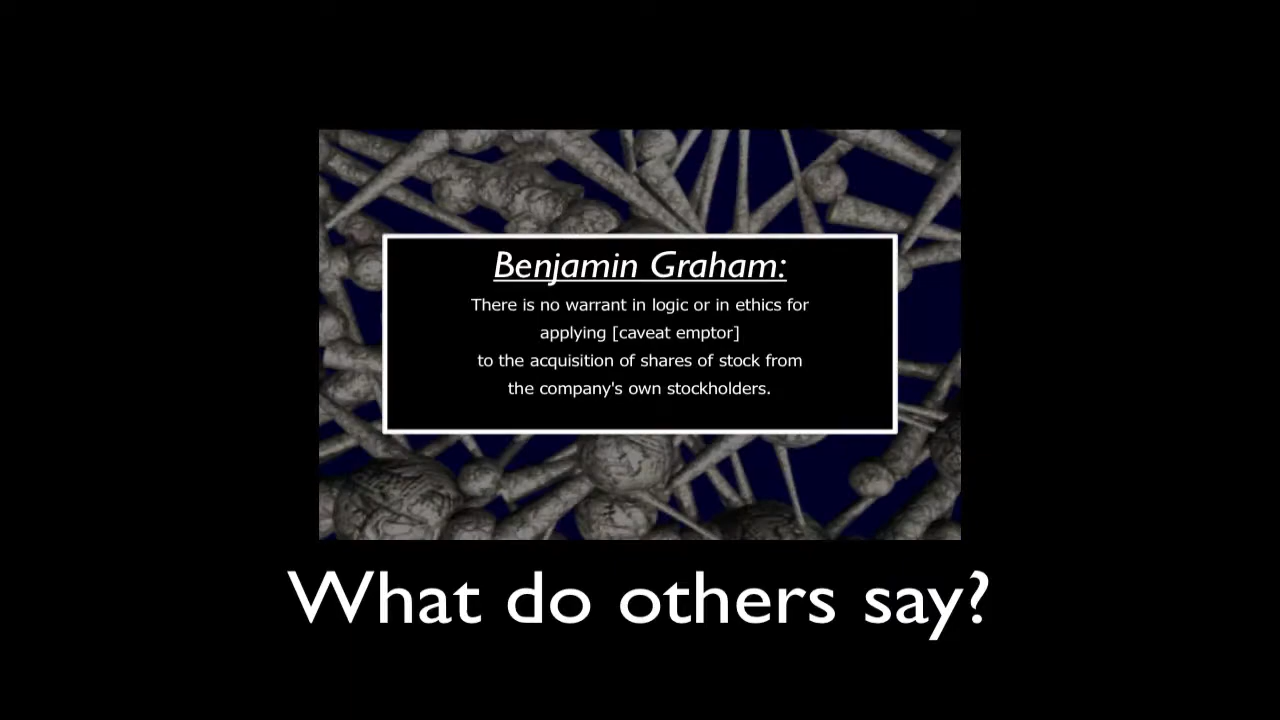 Benjamin Graham:
There is no warrant in logic or in ethics for
applying [caveat emptor]
to the acquisition of shares of stock from
the company's own stockholders.
What do others say?